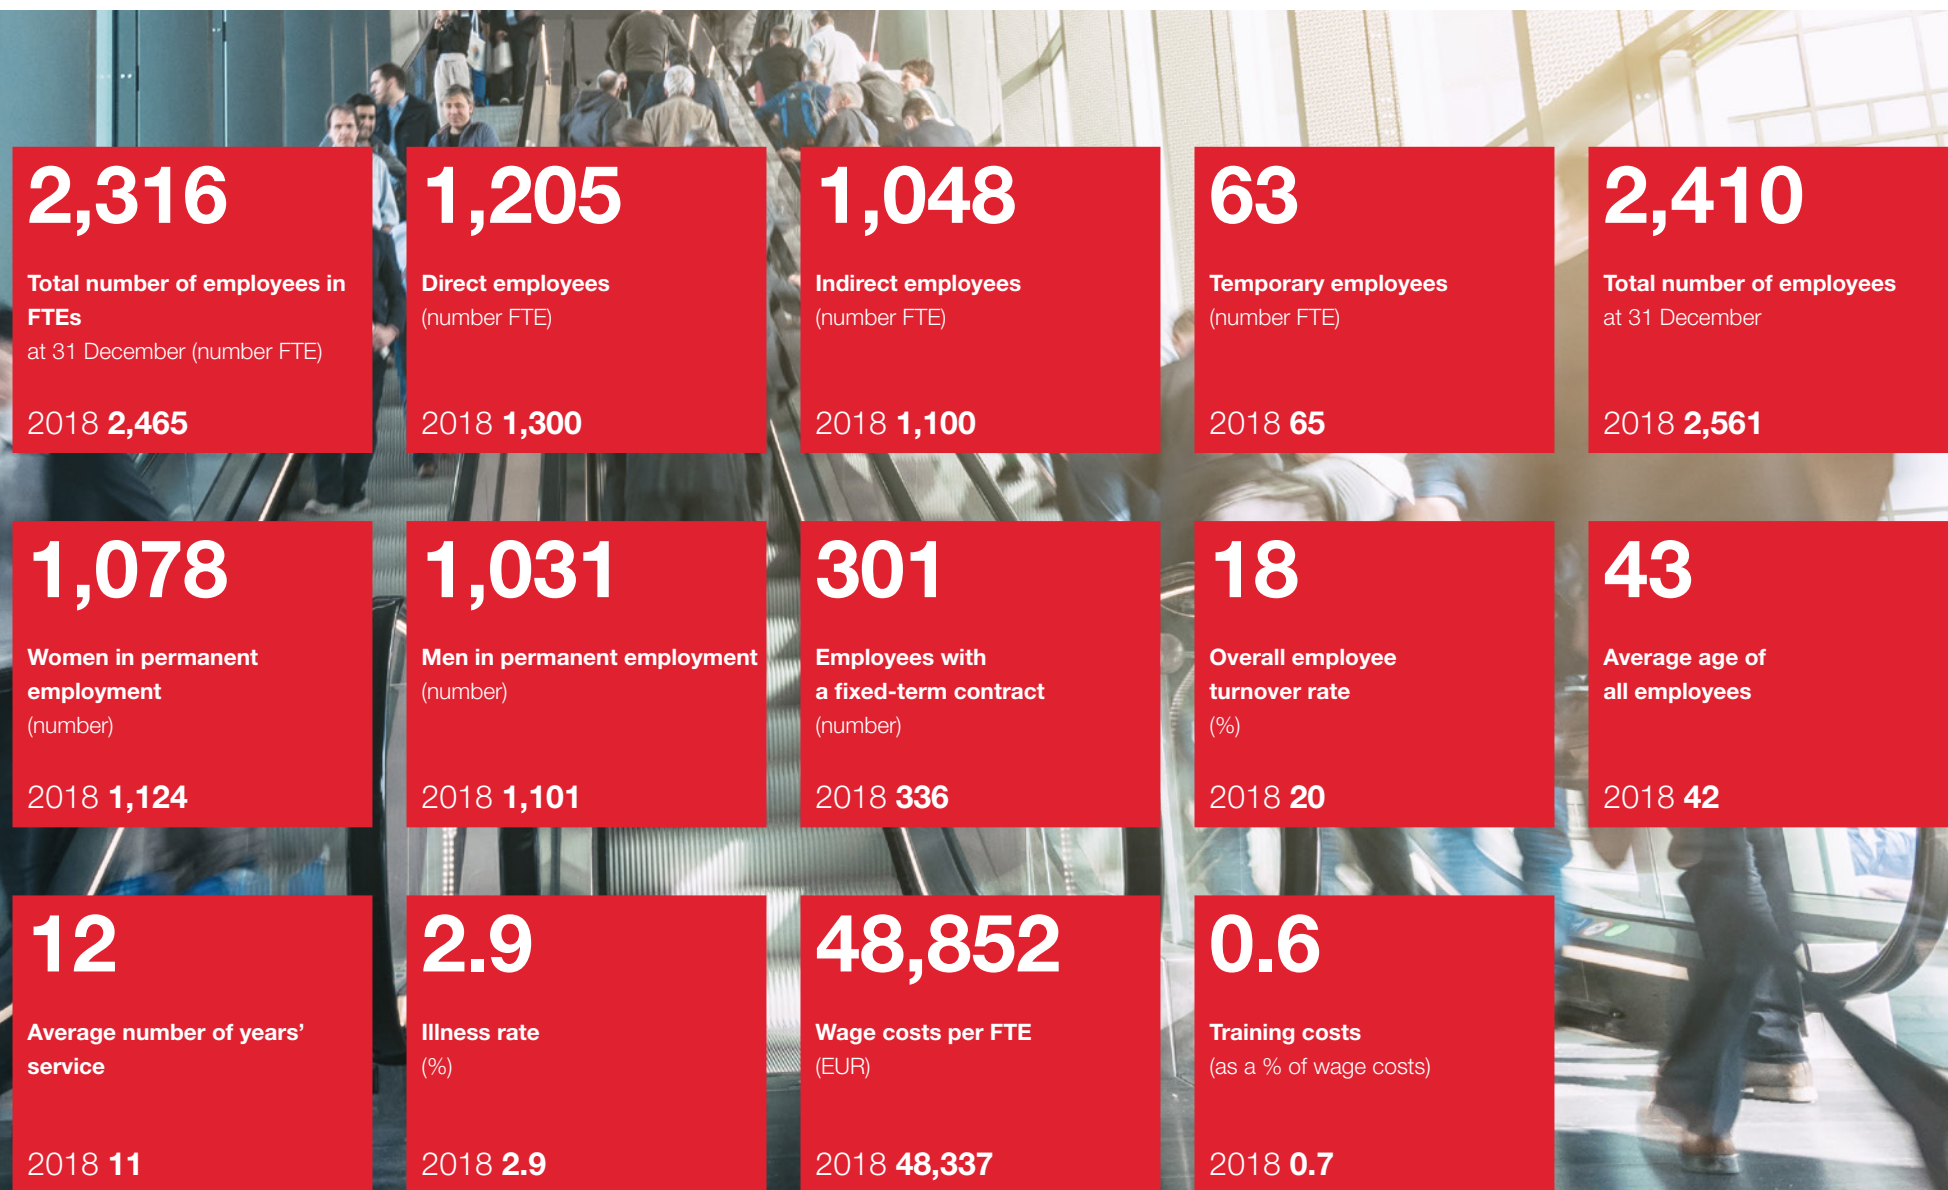 2,316
Total number of employees in
FTEs
at 31 December (number FTE)
2018 2,465
1,205
Direct employees
(number FTE)
2018 1,300
1,048
Indirect employees
(number FTE)
2018 1,100
63
Temporary employees
(number FTE)
2018 65
2,410
Total number of employees
at 31 December
2018 2,561
1,078
Women in permanent
employment
(number)
2018 1,124
1,031
Men in permanent employment
(number)
2018 1,101
301
Employees with
a fixed-term contract
(number)
2018 336
18
Overall employee
turnover rate
(%)
2018 20
43
Average age of
all employees
2018 42
12
Average number of years’
service
2018 11
2.9
Illness rate
(%)
2018 2.9
48,852
Wage costs per FTE
(EUR)
2018 48,337
0.6
Training costs
(as a % of wage costs)
2018 0.7